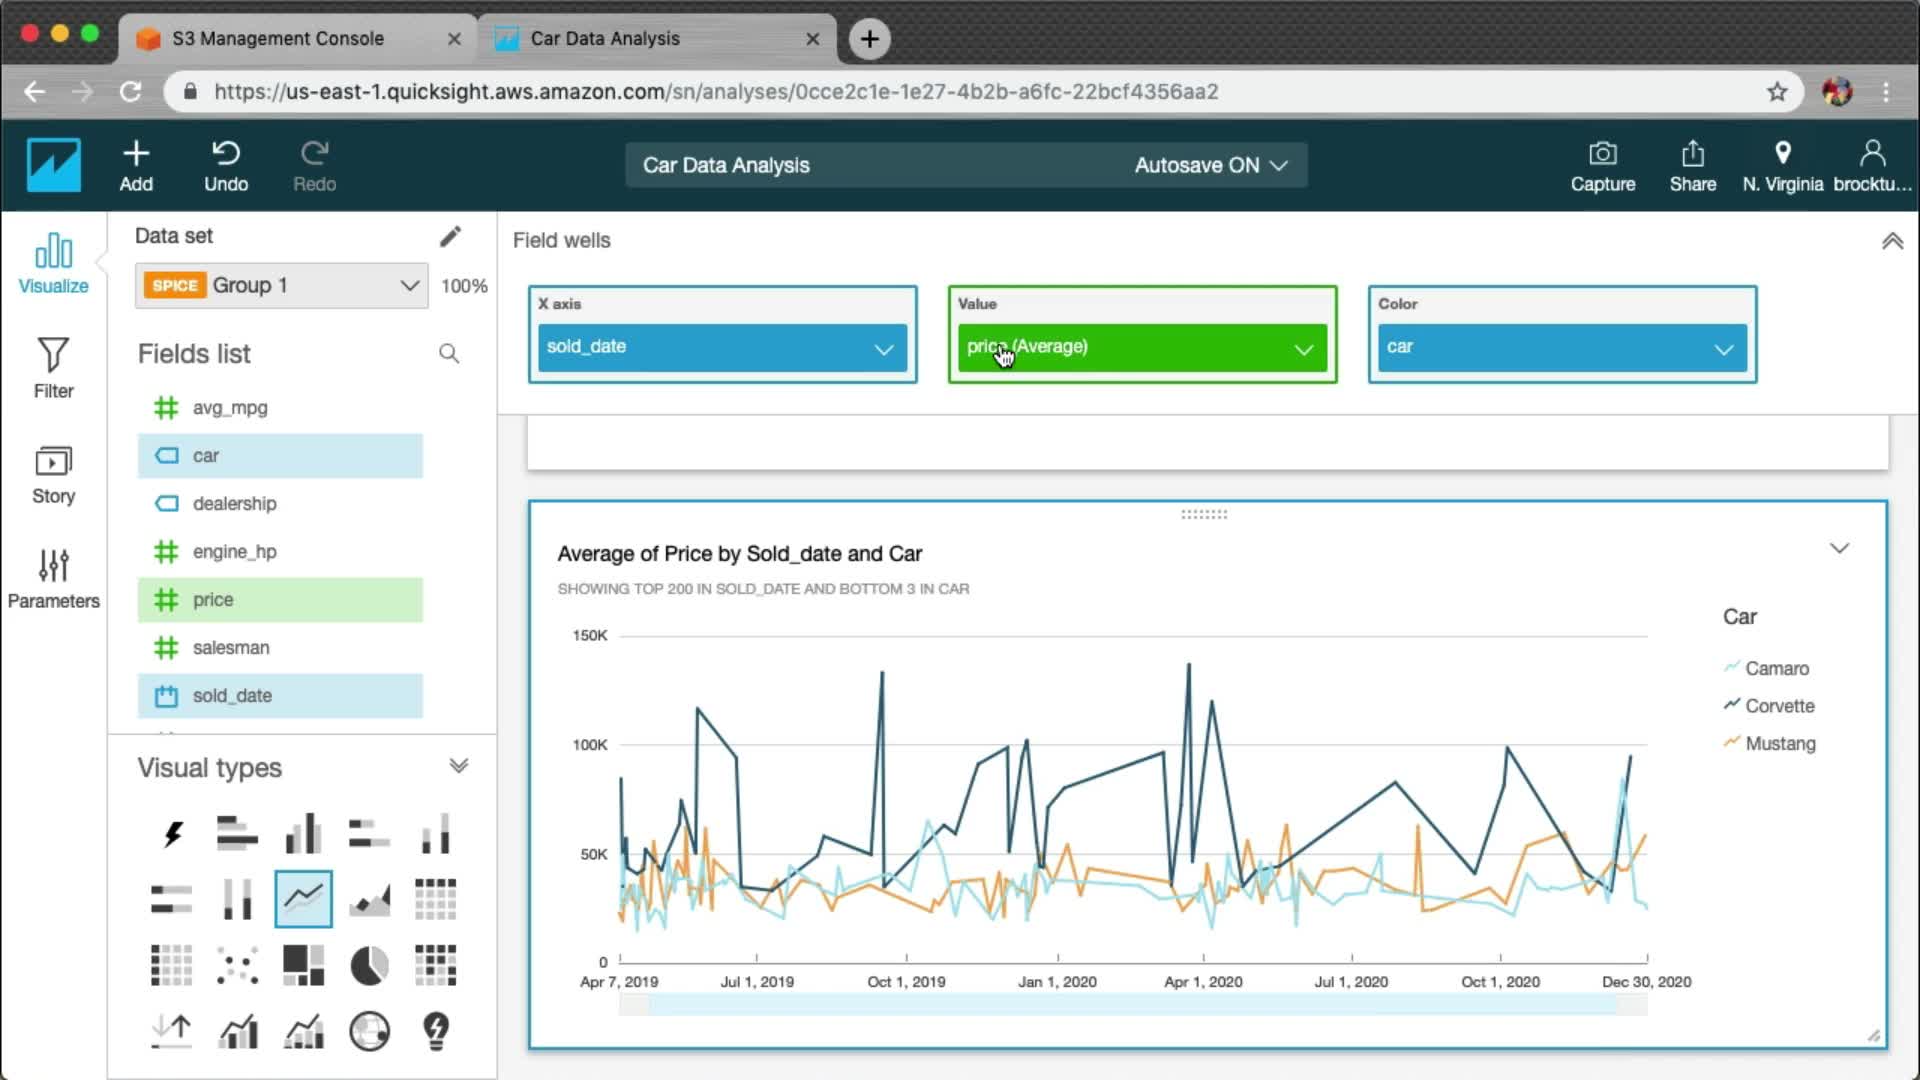 S3 Management Console
Car Data Analysis
https://us-east-1.quicksight.aws.amazon.com/sn/analyses/0cce2c1e-1e27-4b2b-a6fc-22bcf4356aa2
Add
Undo
Redo
Car Data Analysis
Autosave ON
Capture
Share
N. Virginia
brocktu...
Visualize
Filter
Story
Parameters
Data set
SPICE Group 1
100%
Fields list
avg_mpg
car
dealership
engine_hp
price
salesman
sold_date
Visual types
Field wells
X axis
sold_date
Value
price (Average)
Color
car
Average of Price by Sold_date and Car
SHOWING TOP 200 IN SOLD_DATE AND BOTTOM 3 IN CAR
150K
100K
50K
0
Apr 7, 2019
Jul 1, 2019
Oct 1, 2019
Jan 1, 2020
Apr 1, 2020
Jul 1, 2020
Oct 1, 2020
Dec 30, 2020
Car
Camaro
Corvette
Mustang